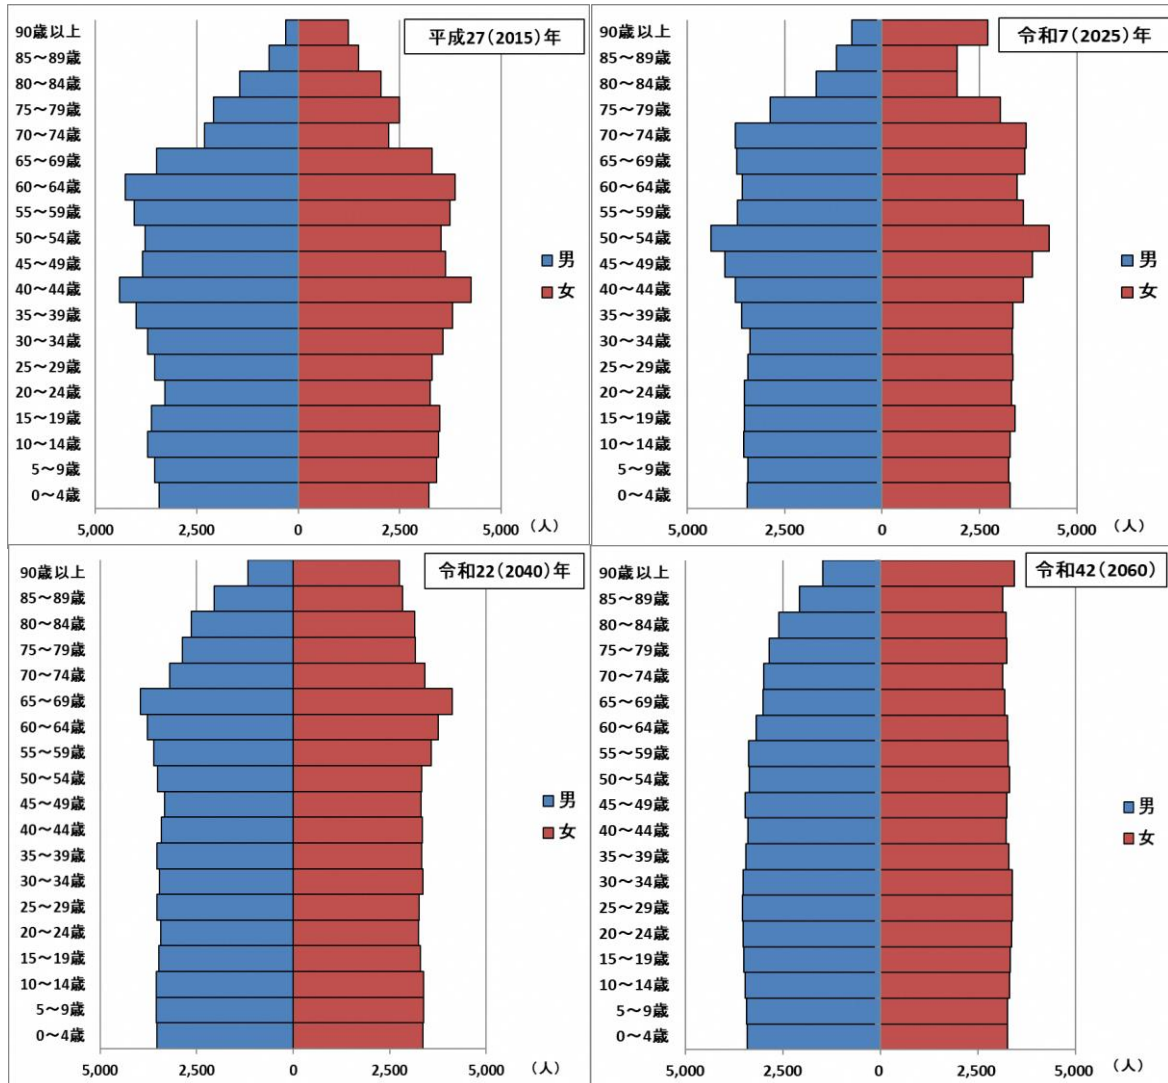 平成27(2015)年
90歳以上
85～89歳
80～84歳
75～79歳
70～74歳
65～69歳
60～64歳
55～59歳
50～54歳
45～49歳
40～44歳
35～39歳
30～34歳
25～29歳
20～24歳
15～19歳
10～14歳
5～9歳
0～4歳
男
女
5,000 2,500 0 2,500 5,000 (人)
令和7(2025)年
90歳以上
85～89歳
80～84歳
75～79歳
70～74歳
65～69歳
60～64歳
55～59歳
50～54歳
45～49歳
40～44歳
35～39歳
30～34歳
25～29歳
20～24歳
15～19歳
10～14歳
5～9歳
0～4歳
男
女
5,000 2,500 0 2,500 5,000 (人)
令和22(2040)年
90歳以上
85～89歳
80～84歳
75～79歳
70～74歳
65～69歳
60～64歳
55～59歳
50～54歳
45～49歳
40～44歳
35～39歳
30～34歳
25～29歳
20～24歳
15～19歳
10～14歳
5～9歳
0～4歳
男
女
5,000 2,500 0 2,500 5,000 (人)
令和42(2060)
90歳以上
85～89歳
80～84歳
75～79歳
70～74歳
65～69歳
60～64歳
55～59歳
50～54歳
45～49歳
40～44歳
35～39歳
30～34歳
25～29歳
20～24歳
15～19歳
10～14歳
5～9歳
0～4歳
男
女
5,000 2,500 0 2,500 5,000 (人)